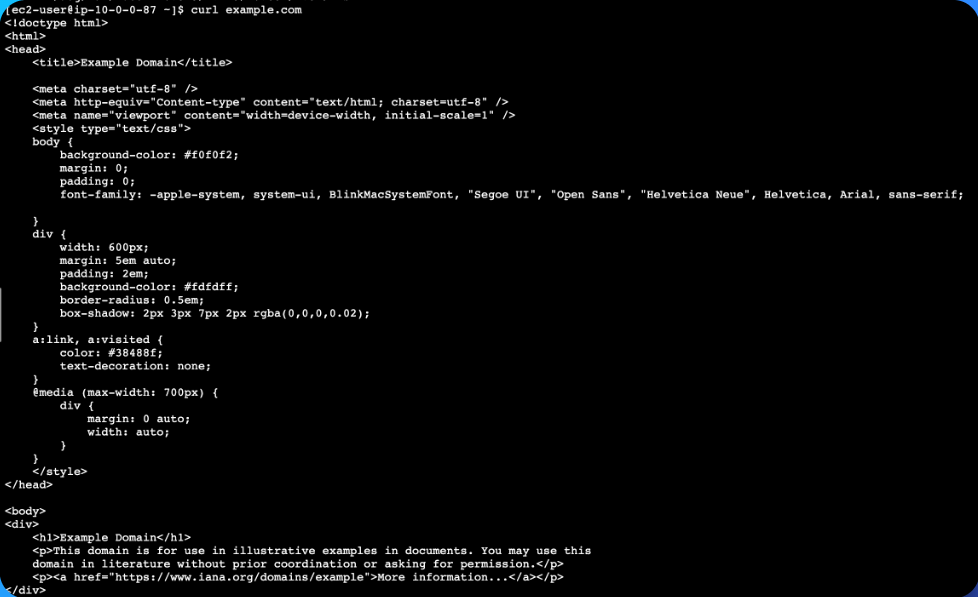 [ec2-user@ip-10-0-0-87 ~]$ curl example.com
<!doctype html>
<html>
<head>
    <title>Example Domain</title>

    <meta charset="utf-8" />
    <meta http-equiv="Content-type" content="text/html; charset=utf-8" />
    <meta name="viewport" content="width=device-width, initial-scale=1" />
    <style type="text/css">
    body {
        background-color: #f0f0f2;
        margin: 0;
        padding: 0;
        font-family: -apple-system, system-ui, BlinkMacSystemFont, "Segoe UI", "Open Sans", "Helvetica Neue", Helvetica, Arial, sans-serif;

    }
    div {
        width: 600px;
        margin: 5em auto;
        padding: 2em;
        background-color: #fdfdff;
        border-radius: 0.5em;
        box-shadow: 2px 3px 7px 2px rgba(0,0,0,0.02);
    }
    a:link, a:visited {
        color: #38488f;
        text-decoration: none;
    }
    @media (max-width: 700px) {
        div {
            margin: 0 auto;
            width: auto;
        }
    }
    </style>
</head>

<body>
<div>
    <h1>Example Domain</h1>
    <p>This domain is for use in illustrative examples in documents. You may use this
    domain in literature without prior coordination or asking for permission.</p>
    <p><a href="https://www.iana.org/domains/example">More information...</a></p>
</div>